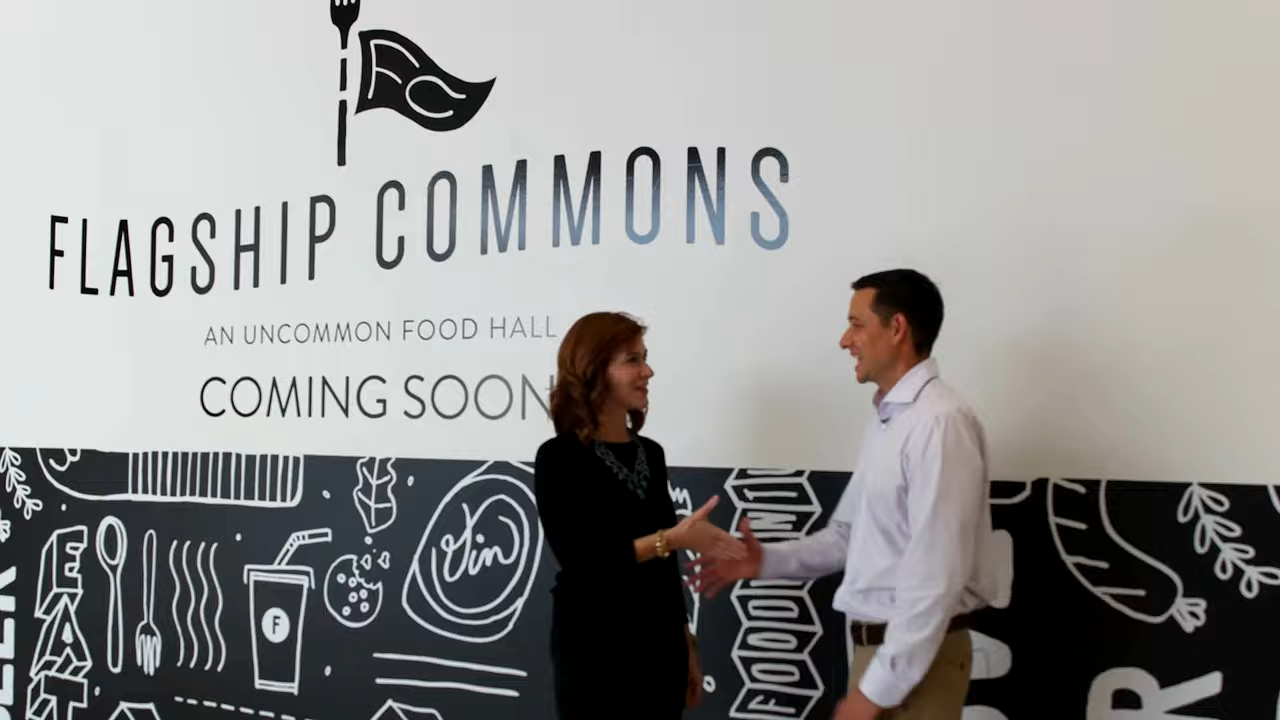 FC
FLAGSHIP COMMONS
AN UNCOMMON FOOD HALL
COMING SOON
EAT
F
FOOD